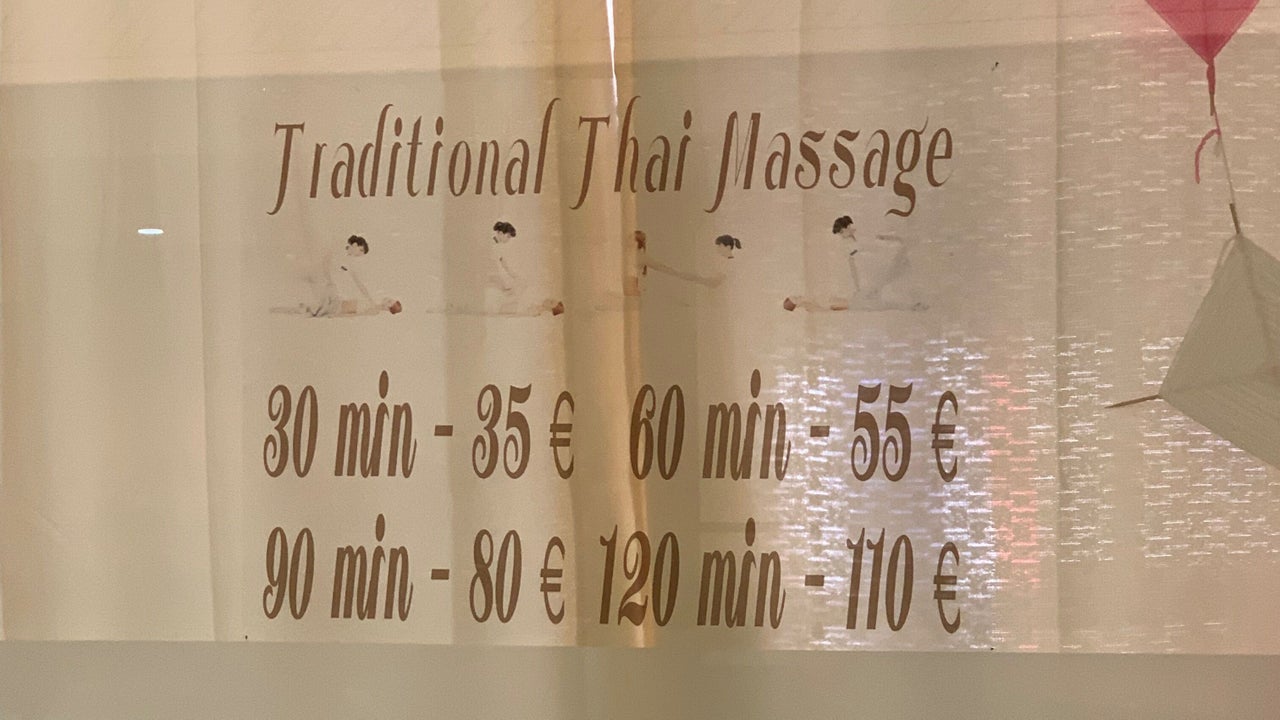 Traditional Thai Massage
30 min - 35 € 60 min - 55 €
90 min - 80 € 120 min - 110 €